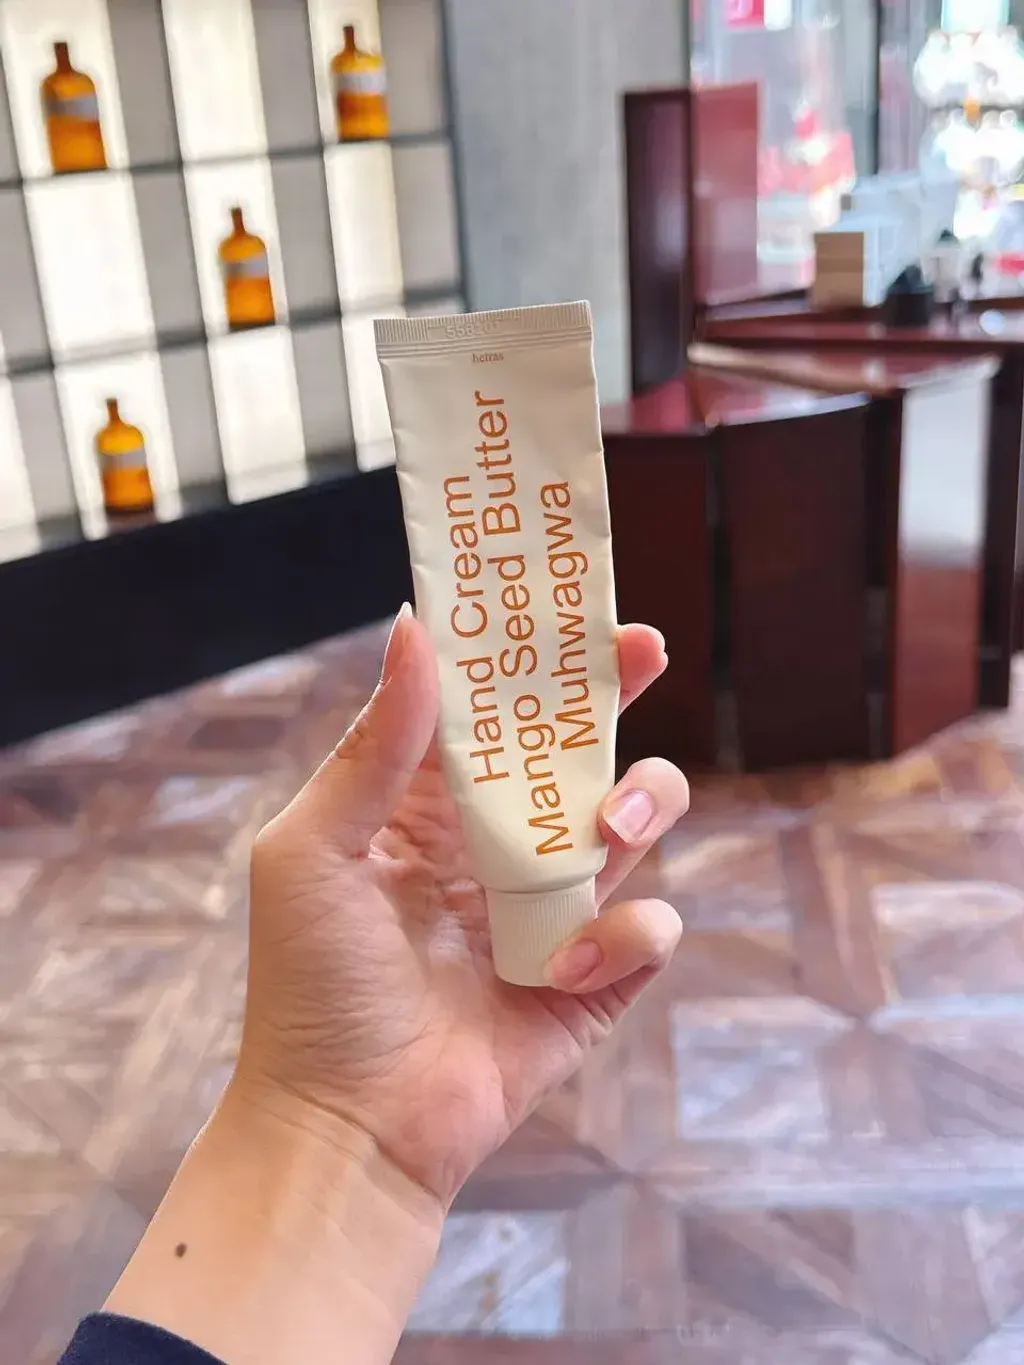 hetras
Hand Cream
Mango Seed Butter
Muhwagwa